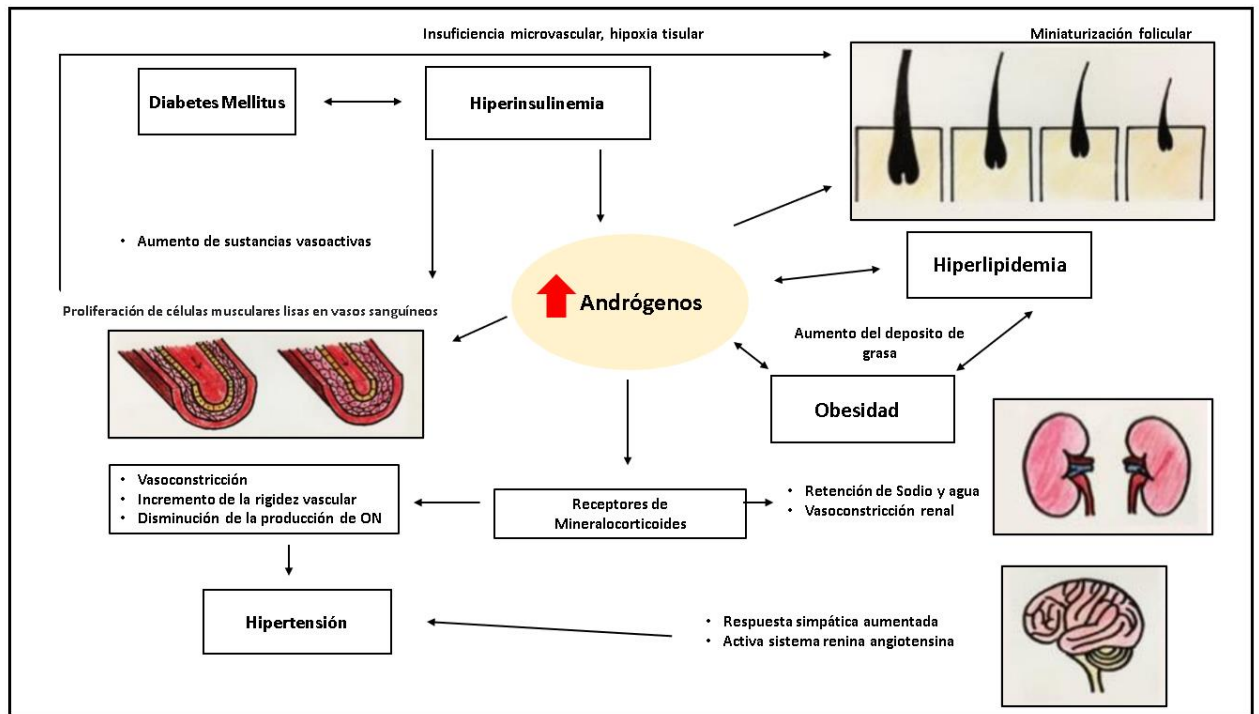 Insuficiencia microvascular, hipoxia tisular
Miniaturización folicular
Diabetes Mellitus
Hiperinsulinemia
• Aumento de sustancias vasoactivas
Hiperlipidemia
Andrógenos
Proliferación de células musculares lisas en vasos sanguíneos
Aumento del deposito de
grasa
Obesidad
• Vasoconstricción
• Incremento de la rigidez vascular
• Disminución de la producción de ON
Receptores de
Mineralocorticoides
• Retención de Sodio y agua
• Vasoconstricción renal
Hipertensión
• Respuesta simpática aumentada
• Activa sistema renina angiotensina